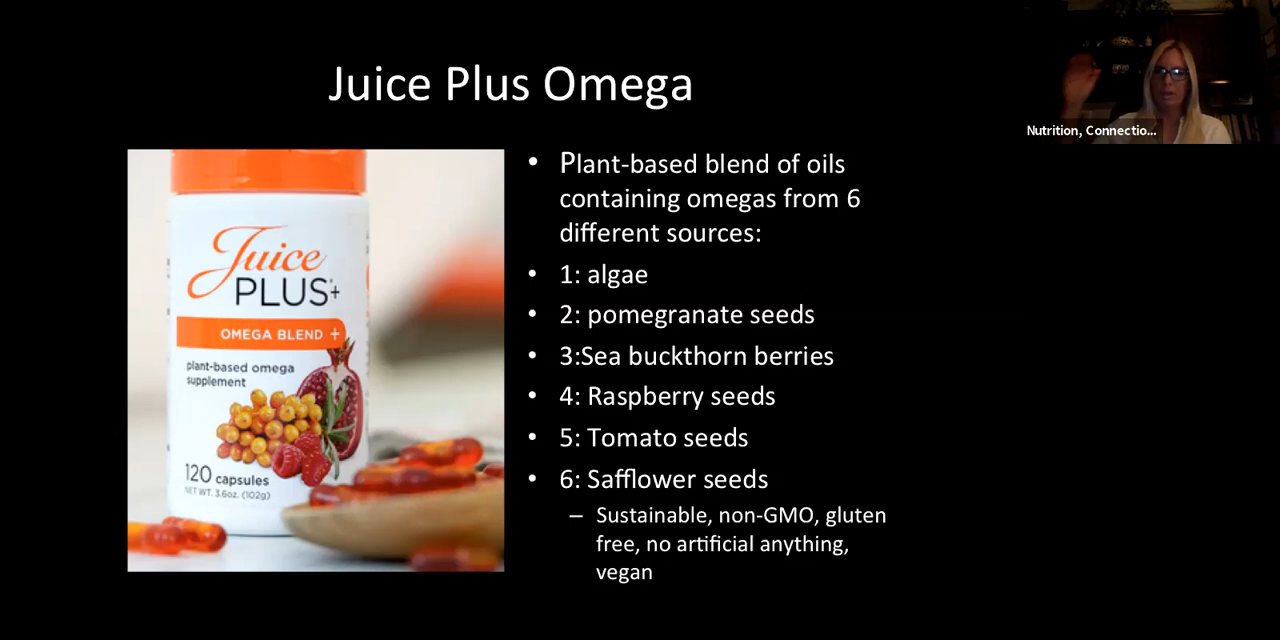 Juice Plus Omega
Nutrition, Connectio...
Juice
PLUS+
OMEGA BLEND +
plant-based omega
supplement
120 capsules
NET WT. 3.6oz. (102g)
• Plant-based blend of oils
containing omegas from 6
different sources:
• 1: algae
• 2: pomegranate seeds
• 3:Sea buckthorn berries
• 4: Raspberry seeds
• 5: Tomato seeds
• 6: Safflower seeds
– Sustainable, non-GMO, gluten
free, no artificial anything,
vegan